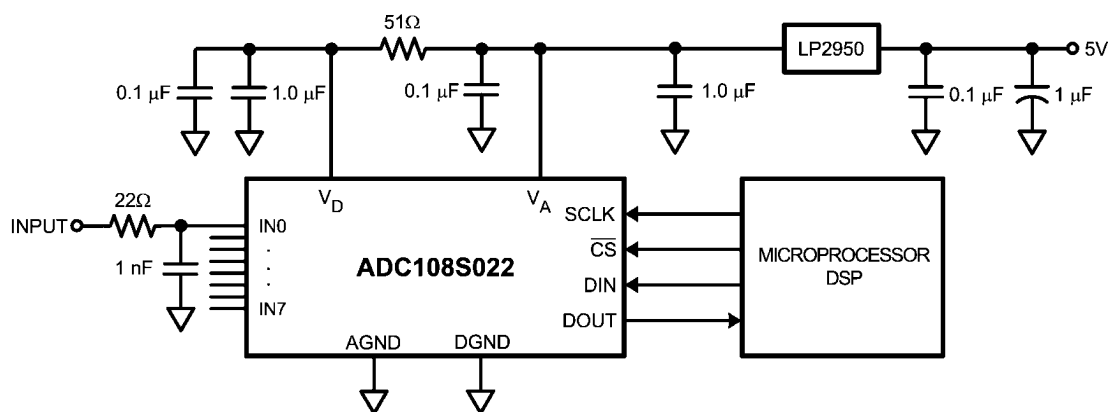 51Ω
LP2950
5V
0.1 µF
1.0 µF
0.1 µF
1.0 µF
0.1 µF
1 µF
V_D
V_A
22Ω
INPUT
1 nF
IN0
.
.
.
IN7
ADC108S022
SCLK
C̅S̅
DIN
DOUT
AGND
DGND
MICROPROCESSOR
DSP